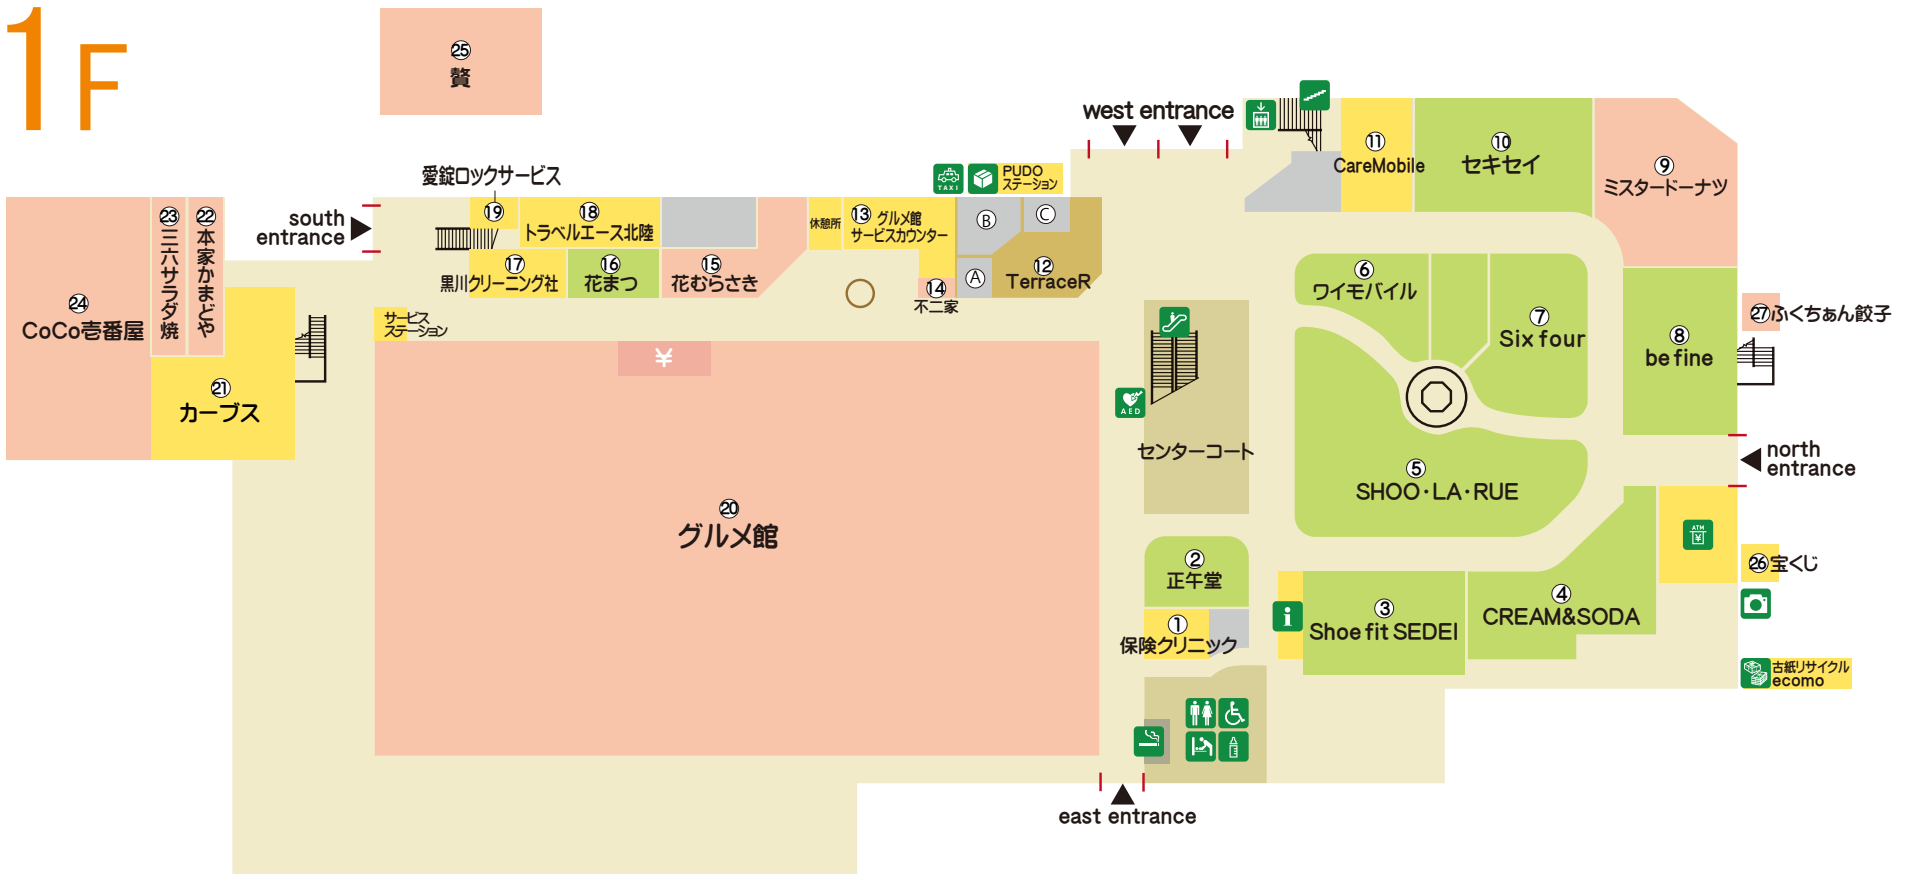 1F
㉕
贅
west entrance
⑪
CareMobile
⑩
セキセイ
⑨
ミスタードーナツ
愛錠ロックサービス
TAXI
PUDO
ステーション
south
entrance
⑲
⑱
トラベルエース北陸
休憩所
⑬
グルメ館
サービスカウンター
Ⓑ
Ⓒ
Ⓐ
⑫
TerraceR
⑰
黒川クリーニング社
⑯
花まつ
⑮
花むらさき
⑭
不二家
㉔
CoCo壱番屋
㉓
三六サラダ焼
㉒
本家かまどや
㉑
カーブス
サービス
ステーション
¥
⑳
グルメ館
AED
センターコート
⑥
ワイモバイル
⑦
Six four
⑧
be fine
㉗ふくちぁん餃子
north
entrance
⑤
SHOO・LA・RUE
ATM
¥
㉖宝くじ
②
正午堂
①
保険クリニック
i
③
Shoe fit SEDEI
④
CREAM&SODA
古紙リサイクル
ecomo
east entrance